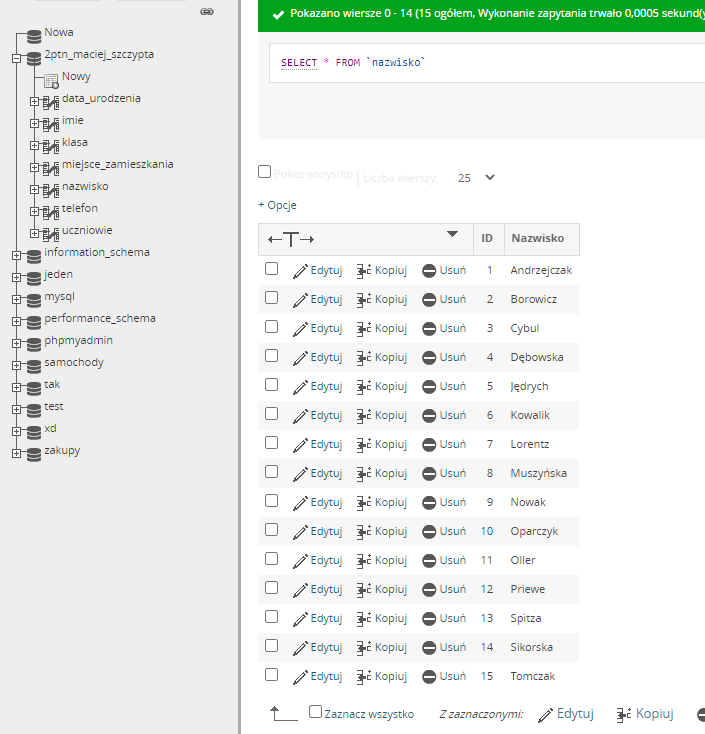 Nowa
2ptn_maciej_szczypta
Nowy
data_urodzenia
imie
klasa
miejsce_zamieszkania
nazwisko
telefon
uczniowie
information_schema
jeden
mysql
performance_schema
phpmyadmin
samochody
tak
test
xd
zakupy
Pokazano wiersze 0 - 14 (15 ogółem, Wykonanie zapytania trwało 0,0005 sekund(y
SELECT * FROM `nazwisko`
Pokaż wszystko | Liczba wierszy: 25
+ Opcje
←T→ ID Nazwisko
Edytuj Kopiuj Usuń 1 Andrzejczak
Edytuj Kopiuj Usuń 2 Borowicz
Edytuj Kopiuj Usuń 3 Cybul
Edytuj Kopiuj Usuń 4 Dębowska
Edytuj Kopiuj Usuń 5 Jędrych
Edytuj Kopiuj Usuń 6 Kowalik
Edytuj Kopiuj Usuń 7 Lorentz
Edytuj Kopiuj Usuń 8 Muszyńska
Edytuj Kopiuj Usuń 9 Nowak
Edytuj Kopiuj Usuń 10 Oparczyk
Edytuj Kopiuj Usuń 11 Oller
Edytuj Kopiuj Usuń 12 Priewe
Edytuj Kopiuj Usuń 13 Spitza
Edytuj Kopiuj Usuń 14 Sikorska
Edytuj Kopiuj Usuń 15 Tomczak
Zaznacz wszystko Z zaznaczonymi: Edytuj Kopiuj